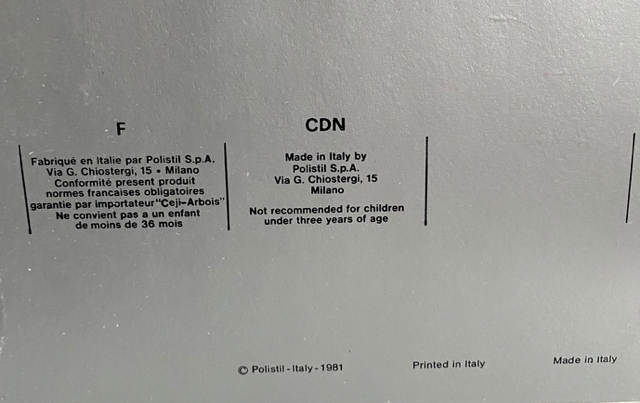 F
Fabriqué en Italie par Polistil S.p.A.
Via G. Chiostergi, 15 • Milano
Conformité present produit
normes francaises obligatoires
garantie par importateur "Ceji-Arbois"
Ne convient pas a un enfant
de moins de 36 mois
CDN
Made in Italy by
Polistil S.p.A.
Via G. Chiostergi, 15
Milano
Not recommended for children
under three years of age
© Polistil - Italy - 1981
Printed in Italy
Made in Italy